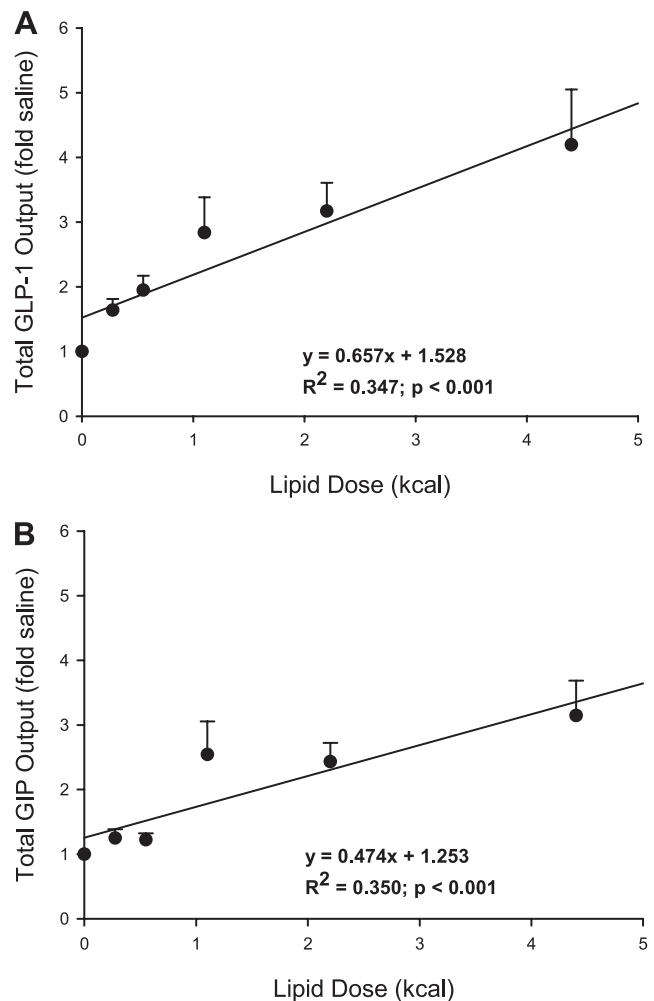 A
Total GLP-1 Output (fold saline)
6
5
4
3
2
1
0
y = 0.657x + 1.528
R² = 0.347; p < 0.001
0 1 2 3 4 5
Lipid Dose (kcal)
B
Total GIP Output (fold saline)
6
5
4
3
2
1
0
y = 0.474x + 1.253
R² = 0.350; p < 0.001
0 1 2 3 4 5
Lipid Dose (kcal)